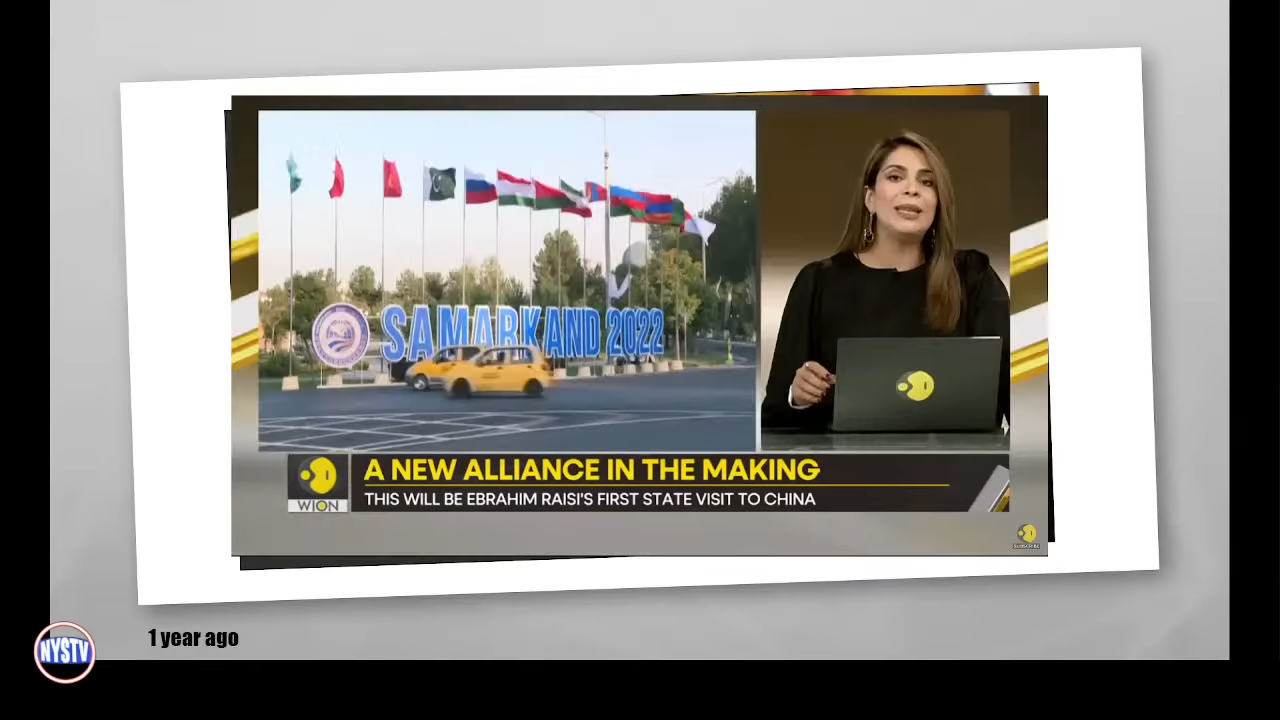 SAMARKAND 2022
A NEW ALLIANCE IN THE MAKING
THIS WILL BE EBRAHIM RAISI'S FIRST STATE VISIT TO CHINA
WION
SUBSCRIBE
1 year ago
NYSTV